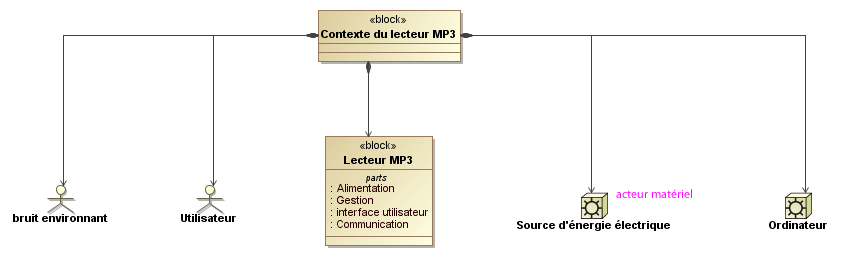 «block»
Contexte du lecteur MP3
«block»
Lecteur MP3
parts
: Alimentation
: Gestion
: interface utilisateur
: Communication
bruit environnant
Utilisateur
acteur matériel
Source d'énergie électrique
Ordinateur